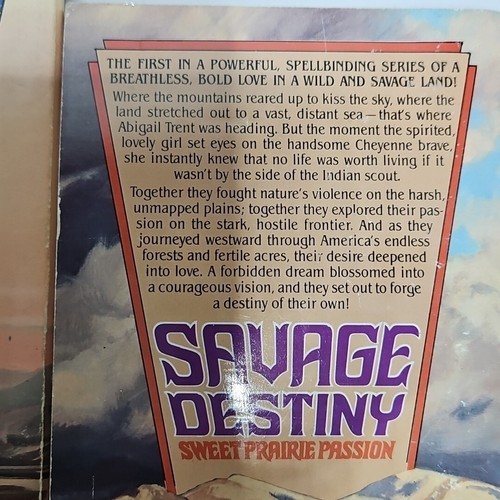 THE FIRST IN A POWERFUL, SPELLBINDING SERIES OF A
BREATHLESS, BOLD LOVE IN A WILD AND SAVAGE LAND!
Where the mountains reared up to kiss the sky, where the
land stretched out to a vast, distant sea—that's where
Abigail Trent was heading. But the moment the spirited,
lovely girl set eyes on the handsome Cheyenne brave,
she instantly knew that no life was worth living if it
wasn't by the side of the Indian scout.
Together they fought nature's violence on the harsh,
unmapped plains; together they explored their pas-
sion on the stark, hostile frontier. And as they
journeyed westward through America's endless
forests and fertile acres, their desire deepened
into love. A forbidden dream blossomed into
a courageous vision, and they set out to forge
a destiny of their own!
SAVAGE
DESTINY
SWEET PRAIRIE PASSION